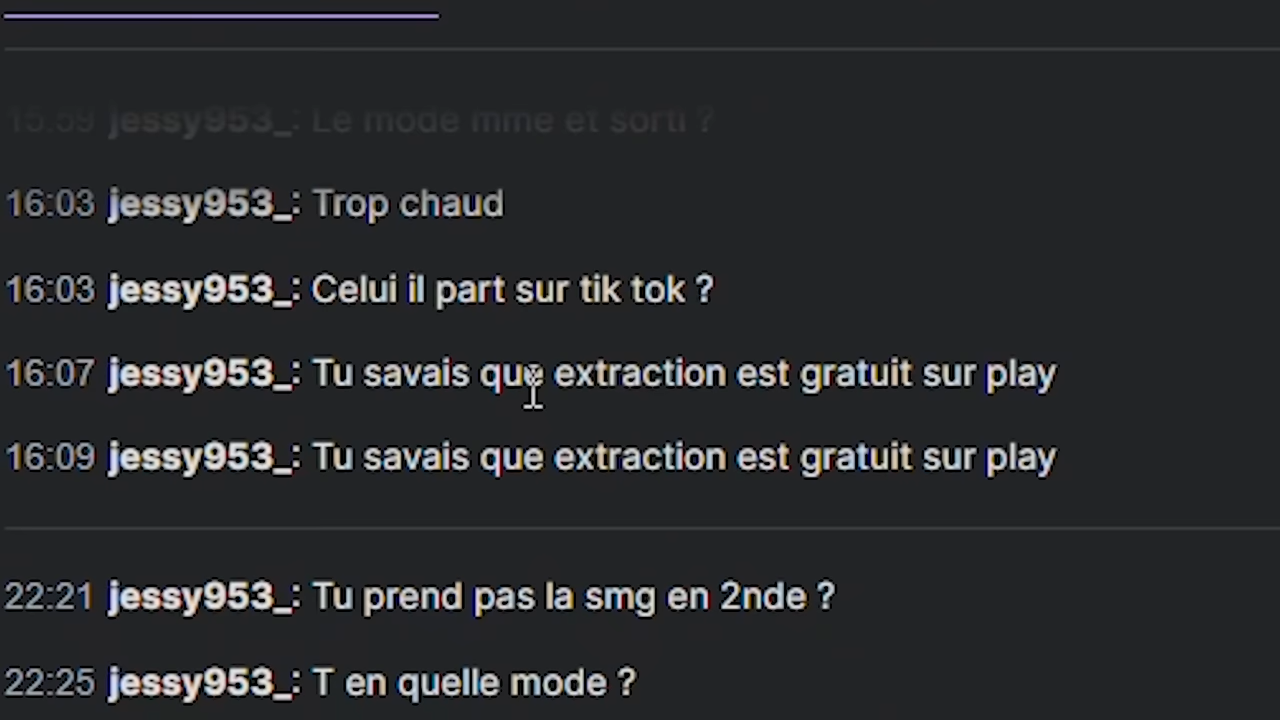 15:59 jessy953_: Le mode mme et sorti ?
16:03 jessy953_: Trop chaud
16:03 jessy953_: Celui il part sur tik tok ?
16:07 jessy953_: Tu savais que extraction est gratuit sur play
16:09 jessy953_: Tu savais que extraction est gratuit sur play
22:21 jessy953_: Tu prend pas la smg en 2nde ?
22:25 jessy953_: T en quelle mode ?